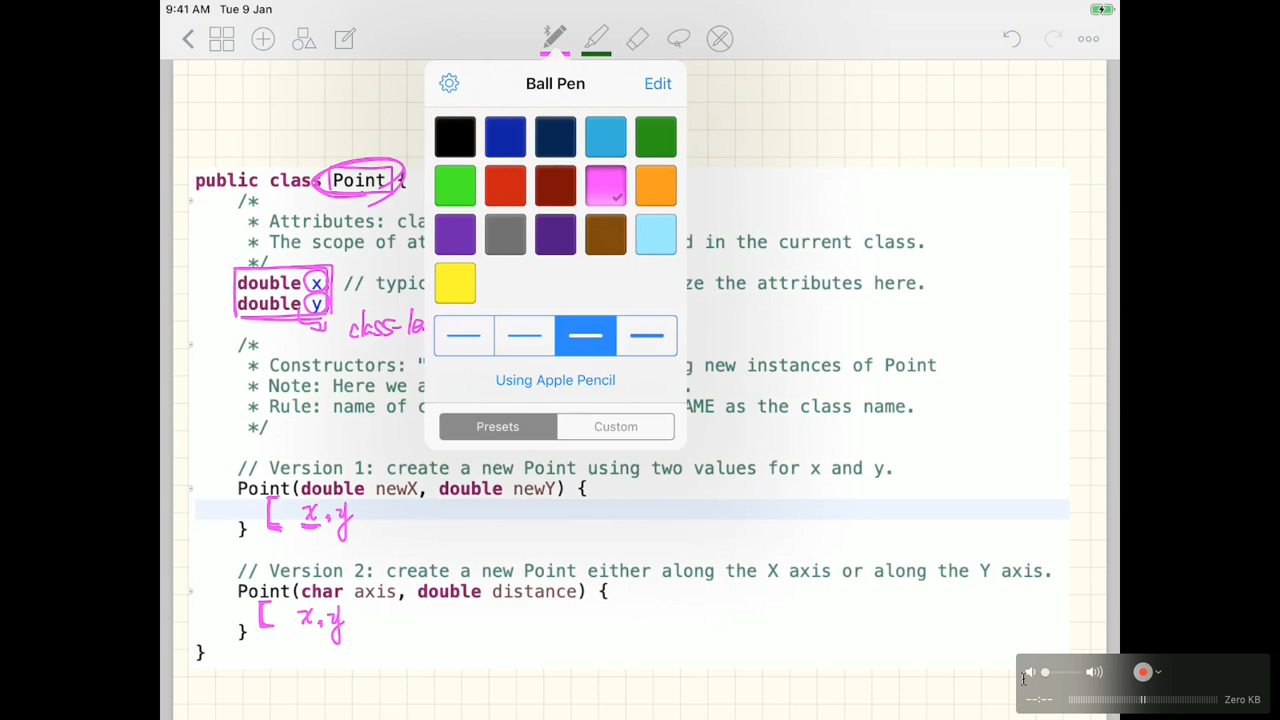 9:41 AM Tue 9 Jan
Ball Pen
Edit
Using Apple Pencil
Presets
Custom
public class Point {
/*
* Attributes: cla
* The scope of at d in the current class.
*/
double x // typic ze the attributes here.
double y
class-le
/*
* Constructors: " g new instances of Point
* Note: Here we a .
* Rule: name of c AME as the class name.
*/
// Version 1: create a new Point using two values for x and y.
Point(double newX, double newY) {
[ x, y
}
// Version 2: create a new Point either along the X axis or along the Y axis.
Point(char axis, double distance) {
[ x, y
}
}
--:--
Zero KB